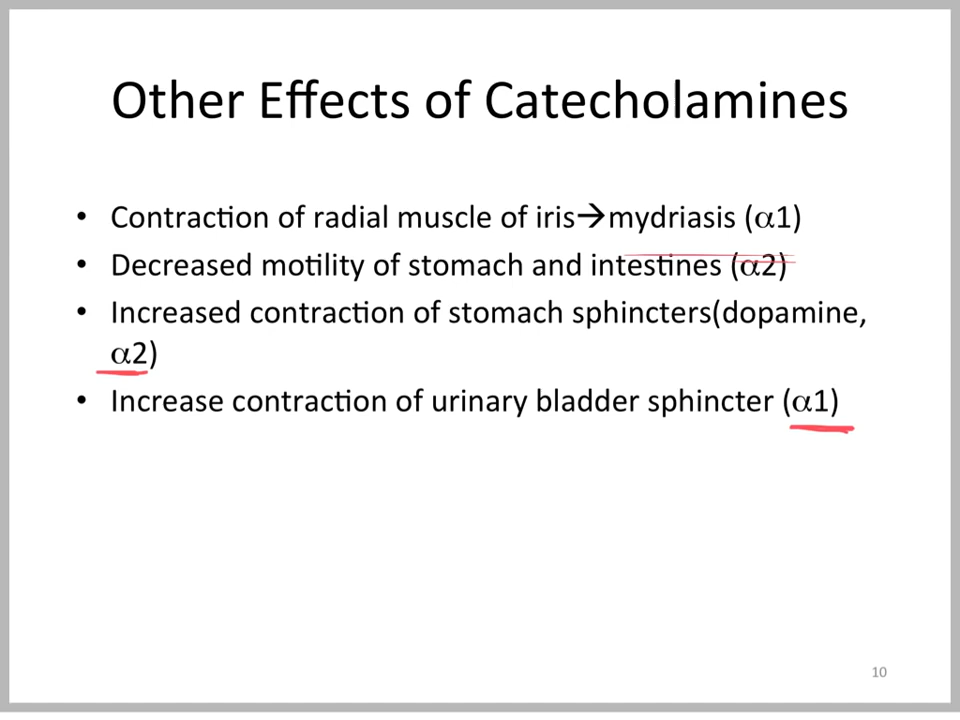 Other Effects of Catecholamines
• Contraction of radial muscle of iris→mydriasis (α1)
• Decreased motility of stomach and intestines (α2)
• Increased contraction of stomach sphincters(dopamine,
α2)
• Increase contraction of urinary bladder sphincter (α1)
10